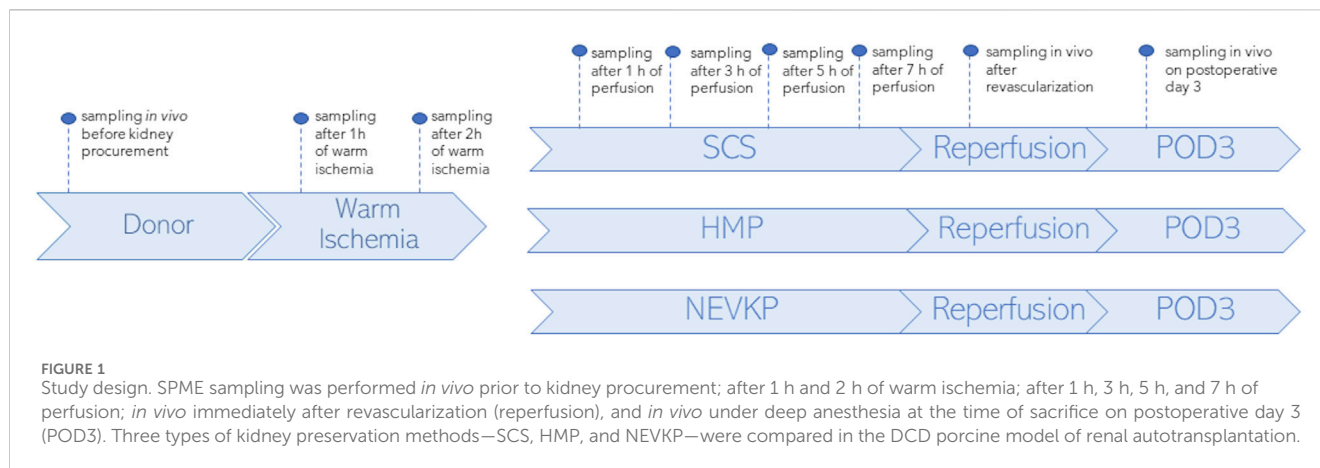 sampling in vivo
before kidney
procurement
sampling
after 1h
of warm
ischemia
sampling
after 2h
of warm
ischemia
sampling
after 1 h of
perfusion
sampling
after 3 h of
perfusion
sampling
after 5 h of
perfusion
sampling
after 7 h of
perfusion
sampling in vivo
after
revascularization
sampling in vivo
on postoperative
day 3
Donor
Warm
Ischemia
SCS
Reperfusion
POD3
HMP
Reperfusion
POD3
NEVKP
Reperfusion
POD3
FIGURE 1
Study design. SPME sampling was performed in vivo prior to kidney procurement; after 1 h and 2 h of warm ischemia; after 1 h, 3 h, 5 h, and 7 h of
perfusion; in vivo immediately after revascularization (reperfusion), and in vivo under deep anesthesia at the time of sacrifice on postoperative day 3
(POD3). Three types of kidney preservation methods—SCS, HMP, and NEVKP—were compared in the DCD porcine model of renal autotransplantation.